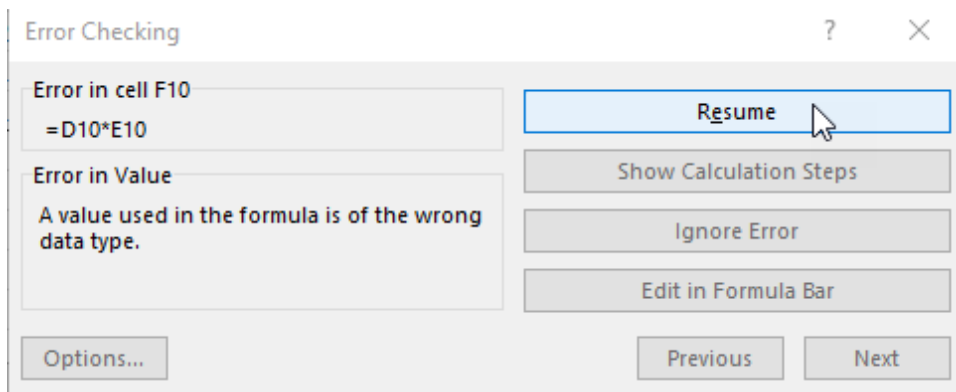 Error Checking
?
Error in cell F10
=D10*E10
Error in Value
A value used in the formula is of the wrong
data type.
Resume
Show Calculation Steps
Ignore Error
Edit in Formula Bar
Options...
Previous
Next